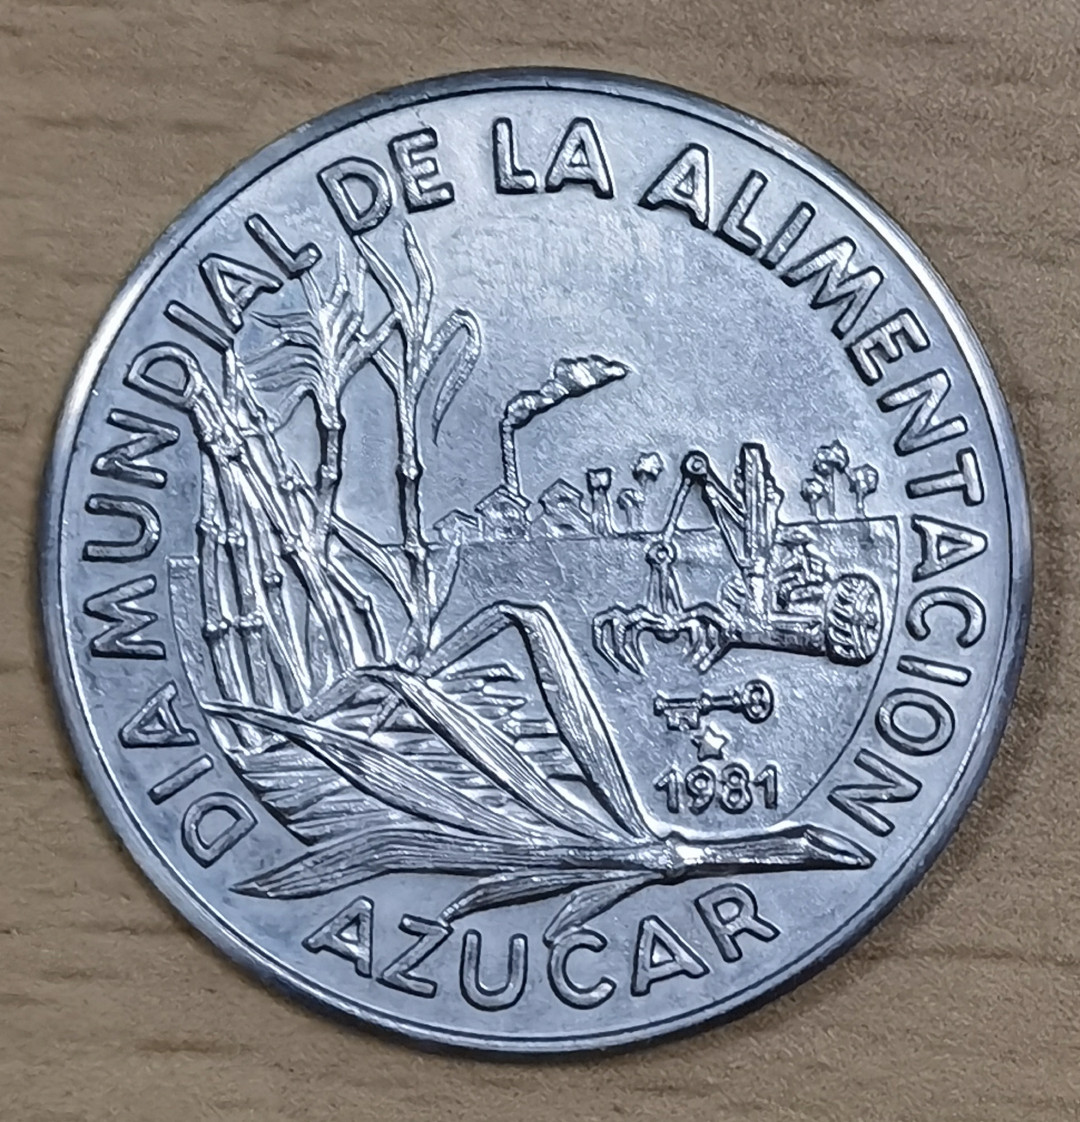 DIA MUNDIAL DE LA ALIMENTACION
1981
AZUCAR